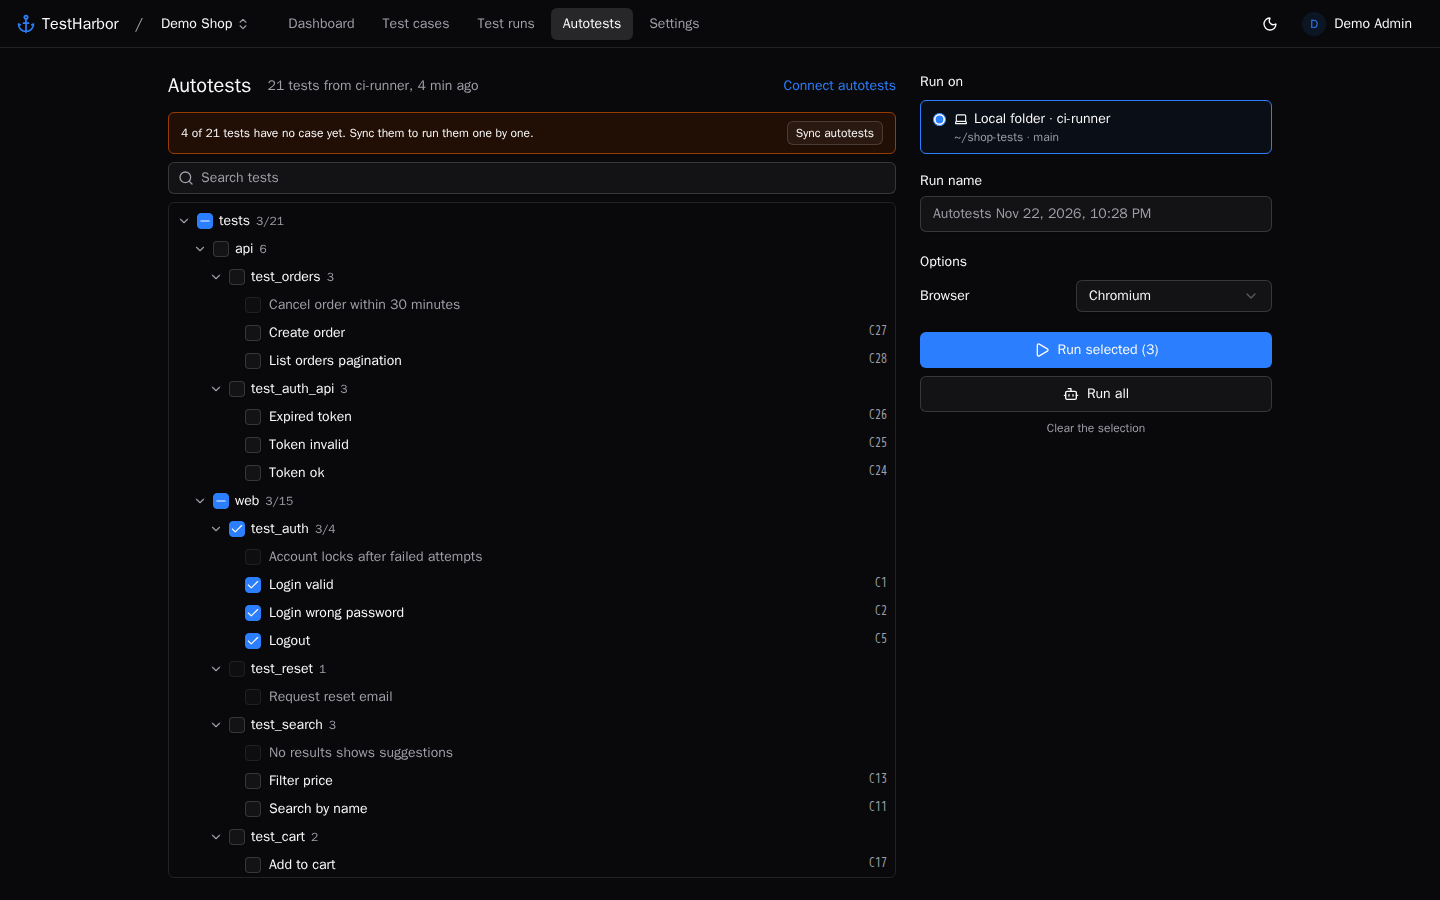 TestHarbor / Demo Shop Dashboard Test cases Test runs Autotests Settings D Demo Admin
Autotests 21 tests from ci-runner, 4 min ago Connect autotests
4 of 21 tests have no case yet. Sync them to run them one by one. Sync autotests
Search tests
tests 3/21
api 6
test_orders 3
Cancel order within 30 minutes
Create order C27
List orders pagination C28
test_auth_api 3
Expired token C26
Token invalid C25
Token ok C24
web 3/15
test_auth 3/4
Account locks after failed attempts
Login valid C1
Login wrong password C2
Logout C5
test_reset 1
Request reset email
test_search 3
No results shows suggestions
Filter price C13
Search by name C11
test_cart 2
Add to cart C17
Run on
Local folder · ci-runner
~/shop-tests · main
Run name
Autotests Nov 22, 2026, 10:28 PM
Options
Browser Chromium
Run selected (3)
Run all
Clear the selection